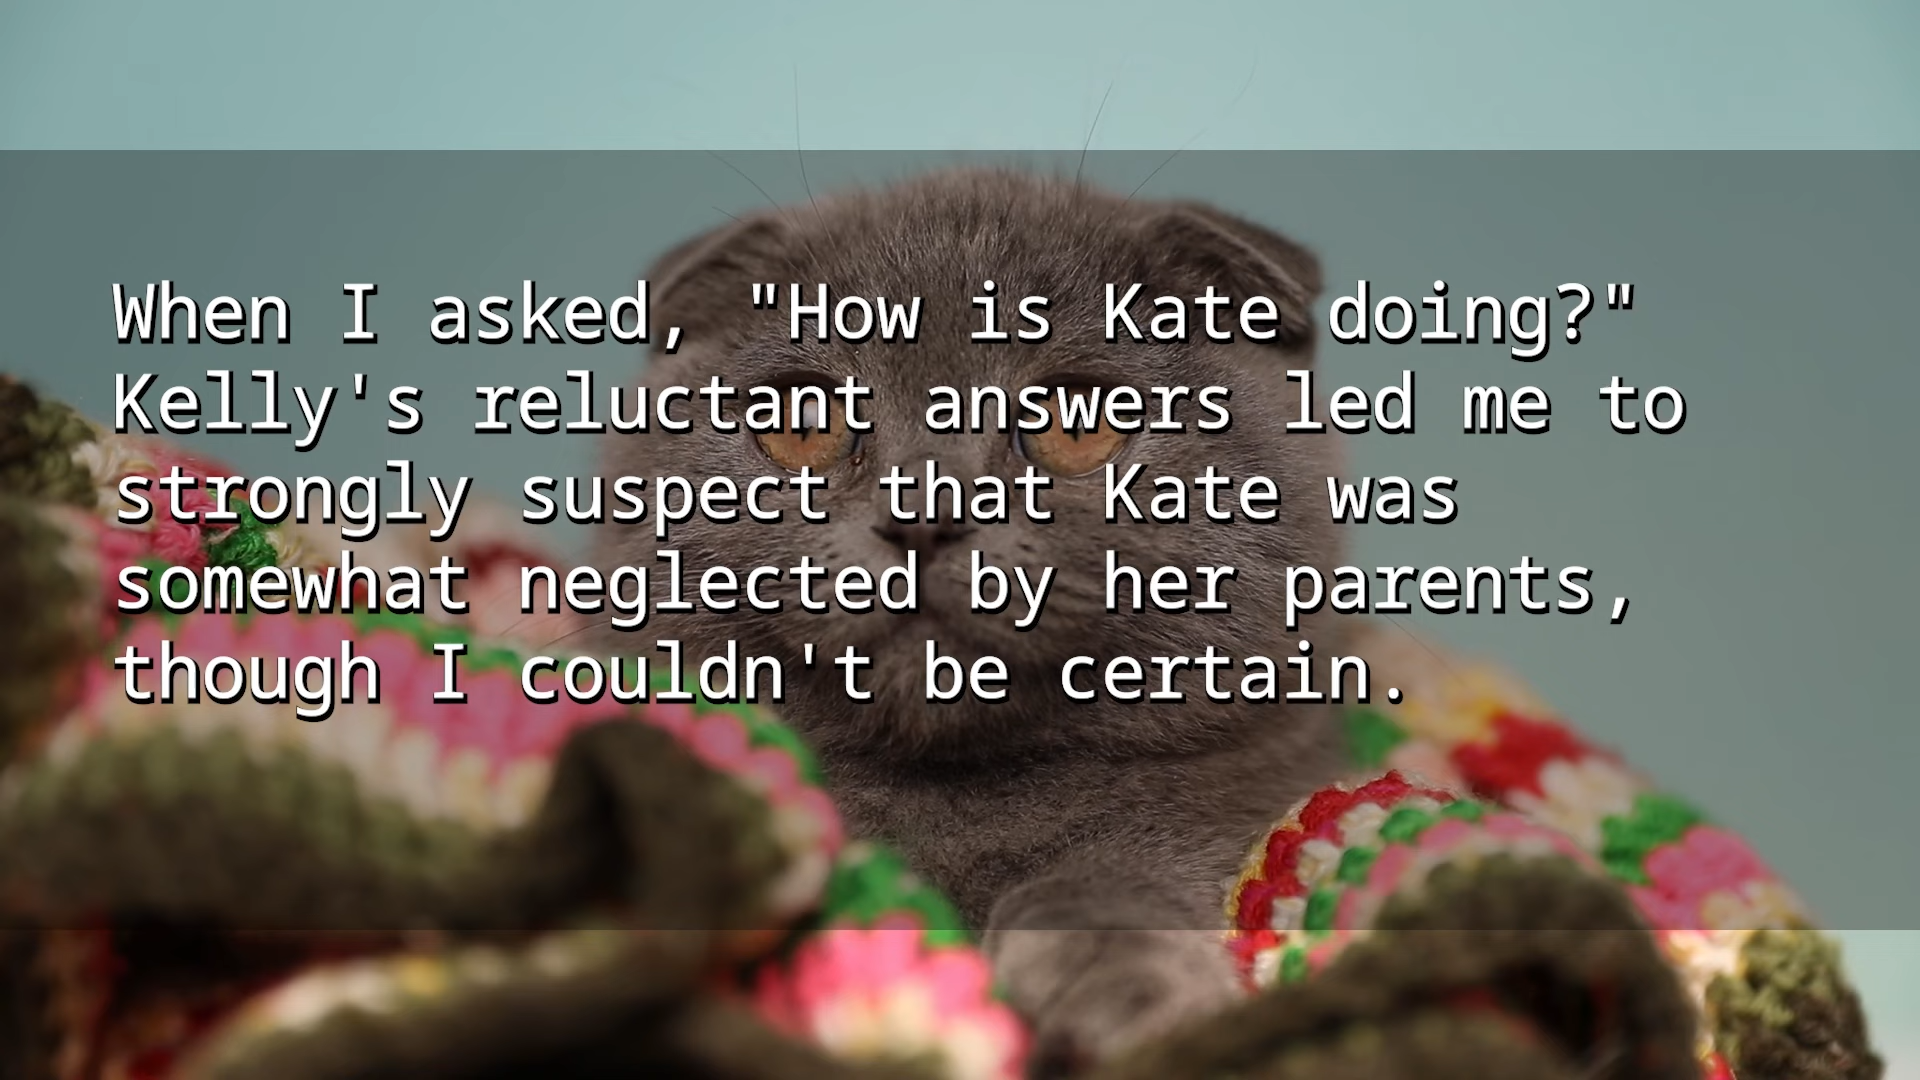 When I asked, "How is Kate doing?"
Kelly's reluctant answers led me to
strongly suspect that Kate was
somewhat neglected by her parents,
though I couldn't be certain.